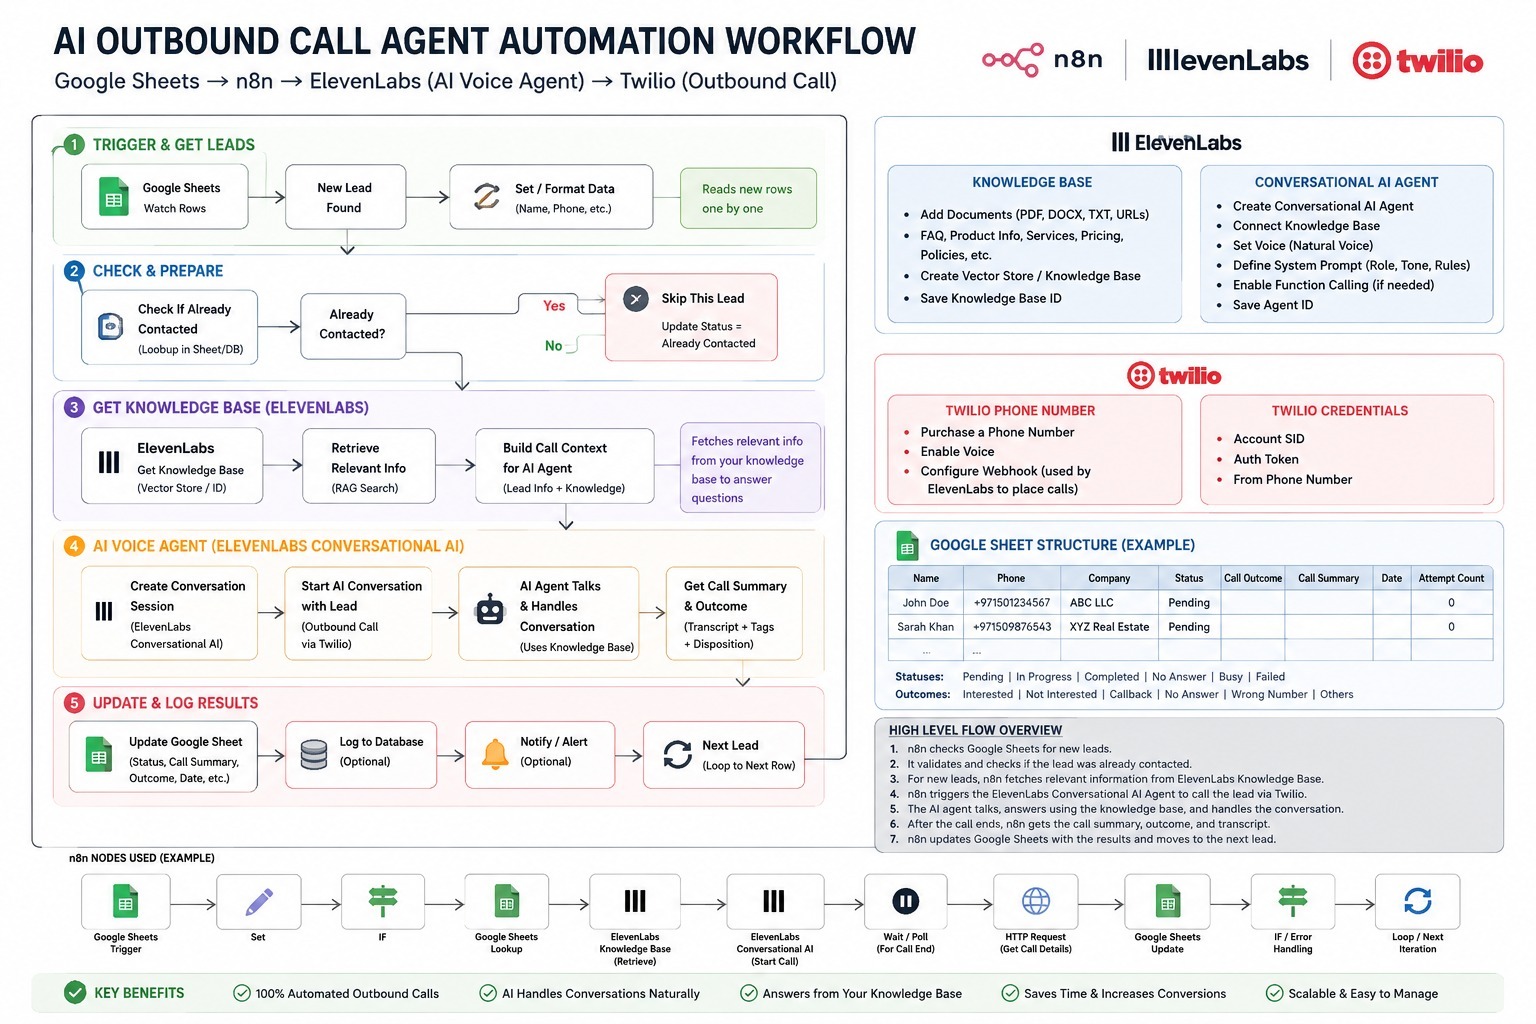 AI OUTBOUND CALL AGENT AUTOMATION WORKFLOW
Google Sheets → n8n → ElevenLabs (AI Voice Agent) → Twilio (Outbound Call)
n8n
IIlevenLabs
twilio
1 TRIGGER & GET LEADS
Google Sheets
Watch Rows
New Lead
Found
Set / Format Data
(Name, Phone, etc.)
Reads new rows
one by one
2 CHECK & PREPARE
Check If Already
Contacted
(Lookup in Sheet/DB)
Already
Contacted?
Yes
No
Skip This Lead
Update Status =
Already Contacted
3 GET KNOWLEDGE BASE (ELEVENLABS)
ElevenLabs
Get Knowledge Base
(Vector Store / ID)
Retrieve
Relevant Info
(RAG Search)
Build Call Context
for AI Agent
(Lead Info + Knowledge)
Fetches relevant info
from your knowledge
base to answer
questions
4 AI VOICE AGENT (ELEVENLABS CONVERSATIONAL AI)
Create Conversation
Session
(ElevenLabs
Conversational AI)
Start AI Conversation
with Lead
(Outbound Call
via Twilio)
AI Agent Talks
& Handles
Conversation
(Uses Knowledge Base)
Get Call Summary
& Outcome
(Transcript + Tags
+ Disposition)
5 UPDATE & LOG RESULTS
Update Google Sheet
(Status, Call Summary,
Outcome, Date, etc.)
Log to Database
(Optional)
Notify / Alert
(Optional)
Next Lead
(Loop to Next Row)
ElevenLabs
KNOWLEDGE BASE
• Add Documents (PDF, DOCX, TXT, URLs)
• FAQ, Product Info, Services, Pricing,
Policies, etc.
• Create Vector Store / Knowledge Base
• Save Knowledge Base ID
CONVERSATIONAL AI AGENT
• Create Conversational AI Agent
• Connect Knowledge Base
• Set Voice (Natural Voice)
• Define System Prompt (Role, Tone, Rules)
• Enable Function Calling (if needed)
• Save Agent ID
twilio
TWILIO PHONE NUMBER
• Purchase a Phone Number
• Enable Voice
• Configure Webhook (used by
ElevenLabs to place calls)
TWILIO CREDENTIALS
• Account SID
• Auth Token
• From Phone Number
GOOGLE SHEET STRUCTURE (EXAMPLE)
Name Phone Company Status Call Outcome Call Summary Date Attempt Count
John Doe +971501234567 ABC LLC Pending 0
Sarah Khan +971509876543 XYZ Real Estate Pending 0
... ...
Statuses: Pending | In Progress | Completed | No Answer | Busy | Failed
Outcomes: Interested | Not Interested | Callback | No Answer | Wrong Number | Others
HIGH LEVEL FLOW OVERVIEW
1. n8n checks Google Sheets for new leads.
2. It validates and checks if the lead was already contacted.
3. For new leads, n8n fetches relevant information from ElevenLabs Knowledge Base.
4. n8n triggers the ElevenLabs Conversational AI Agent to call the lead via Twilio.
5. The AI agent talks, answers using the knowledge base, and handles the conversation.
6. After the call ends, n8n gets the call summary, outcome, and transcript.
7. n8n updates Google Sheets with the results and moves to the next lead.
n8n NODES USED (EXAMPLE)
Google Sheets
Trigger
Set
IF
Google Sheets
Lookup
ElevenLabs
Knowledge Base
(Retrieve)
ElevenLabs
Conversational AI
(Start Call)
Wait / Poll
(For Call End)
HTTP Request
(Get Call Details)
Google Sheets
Update
IF / Error
Handling
Loop / Next
Iteration
KEY BENEFITS
100% Automated Outbound Calls
AI Handles Conversations Naturally
Answers from Your Knowledge Base
Saves Time & Increases Conversions
Scalable & Easy to Manage